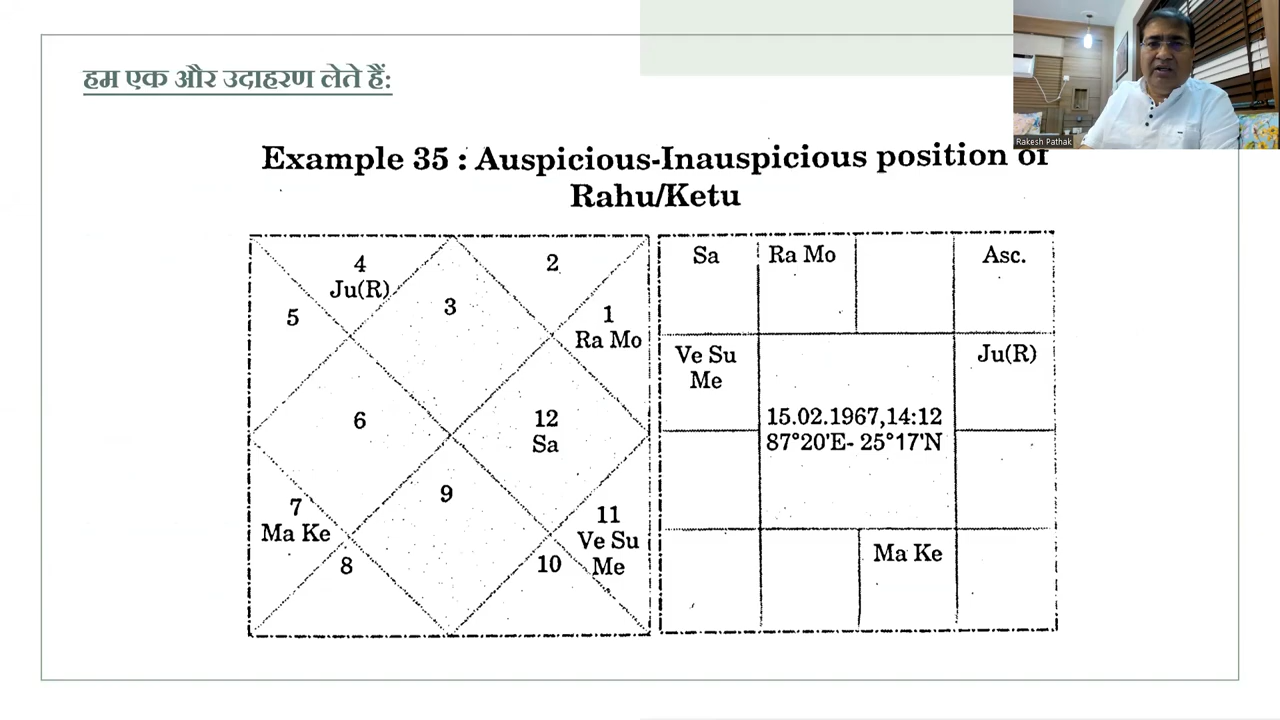 हम एक और उदाहरण लेते हैं:
Rakesh Pathak
Example 35 : Auspicious-Inauspicious position of
Rahu/Ketu
4
Ju(R)
2
5
3
1
Ra Mo
6
12
Sa
7
Ma Ke
9
11
Ve Su
Me
8
10
Sa
Ra Mo
Asc.
Ve Su
Me
Ju(R)
15.02.1967,14:12
87°20'E- 25°17'N
Ma Ke